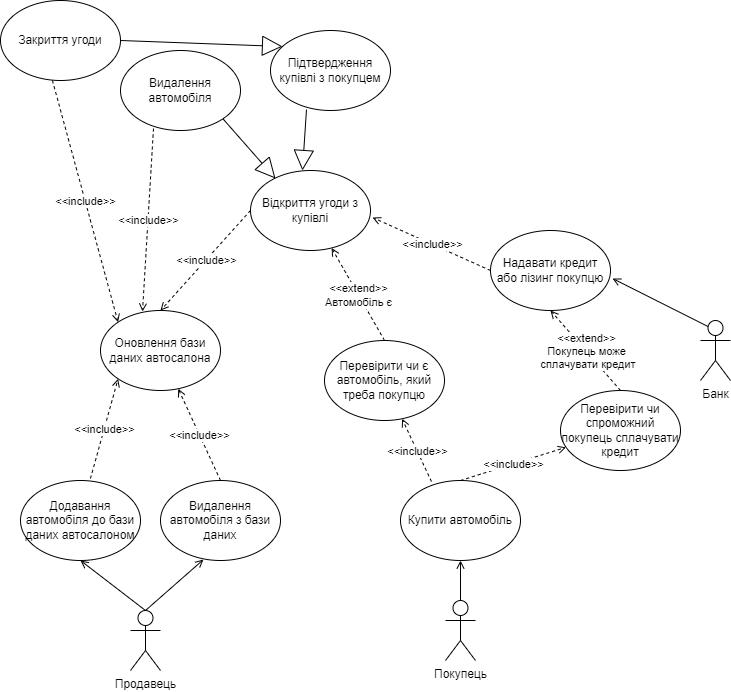 Закриття угоди
Підтвердження
купівлі з покупцем
Видалення
автомобіля
<<include>>
<<include>>
Відкриття угоди з
купівлі
<<include>>
<<include>>
Надавати кредит
або лізинг покупцю
<<extend>>
Автомобіль є
Оновлення бази
даних автосалона
<<extend>>
Покупець може
сплачувати кредит
Перевірити чи є
автомобіль, який
треба покупцю
Банк
Перевірити чи
спроможний
покупець сплачувати
кредит
<<include>>
<<include>>
<<include>>
<<include>>
Додавання
автомобіля до бази
даних автосалоном
Видалення
автомобіля з бази
даних
Купити автомобіль
Продавець
Покупець